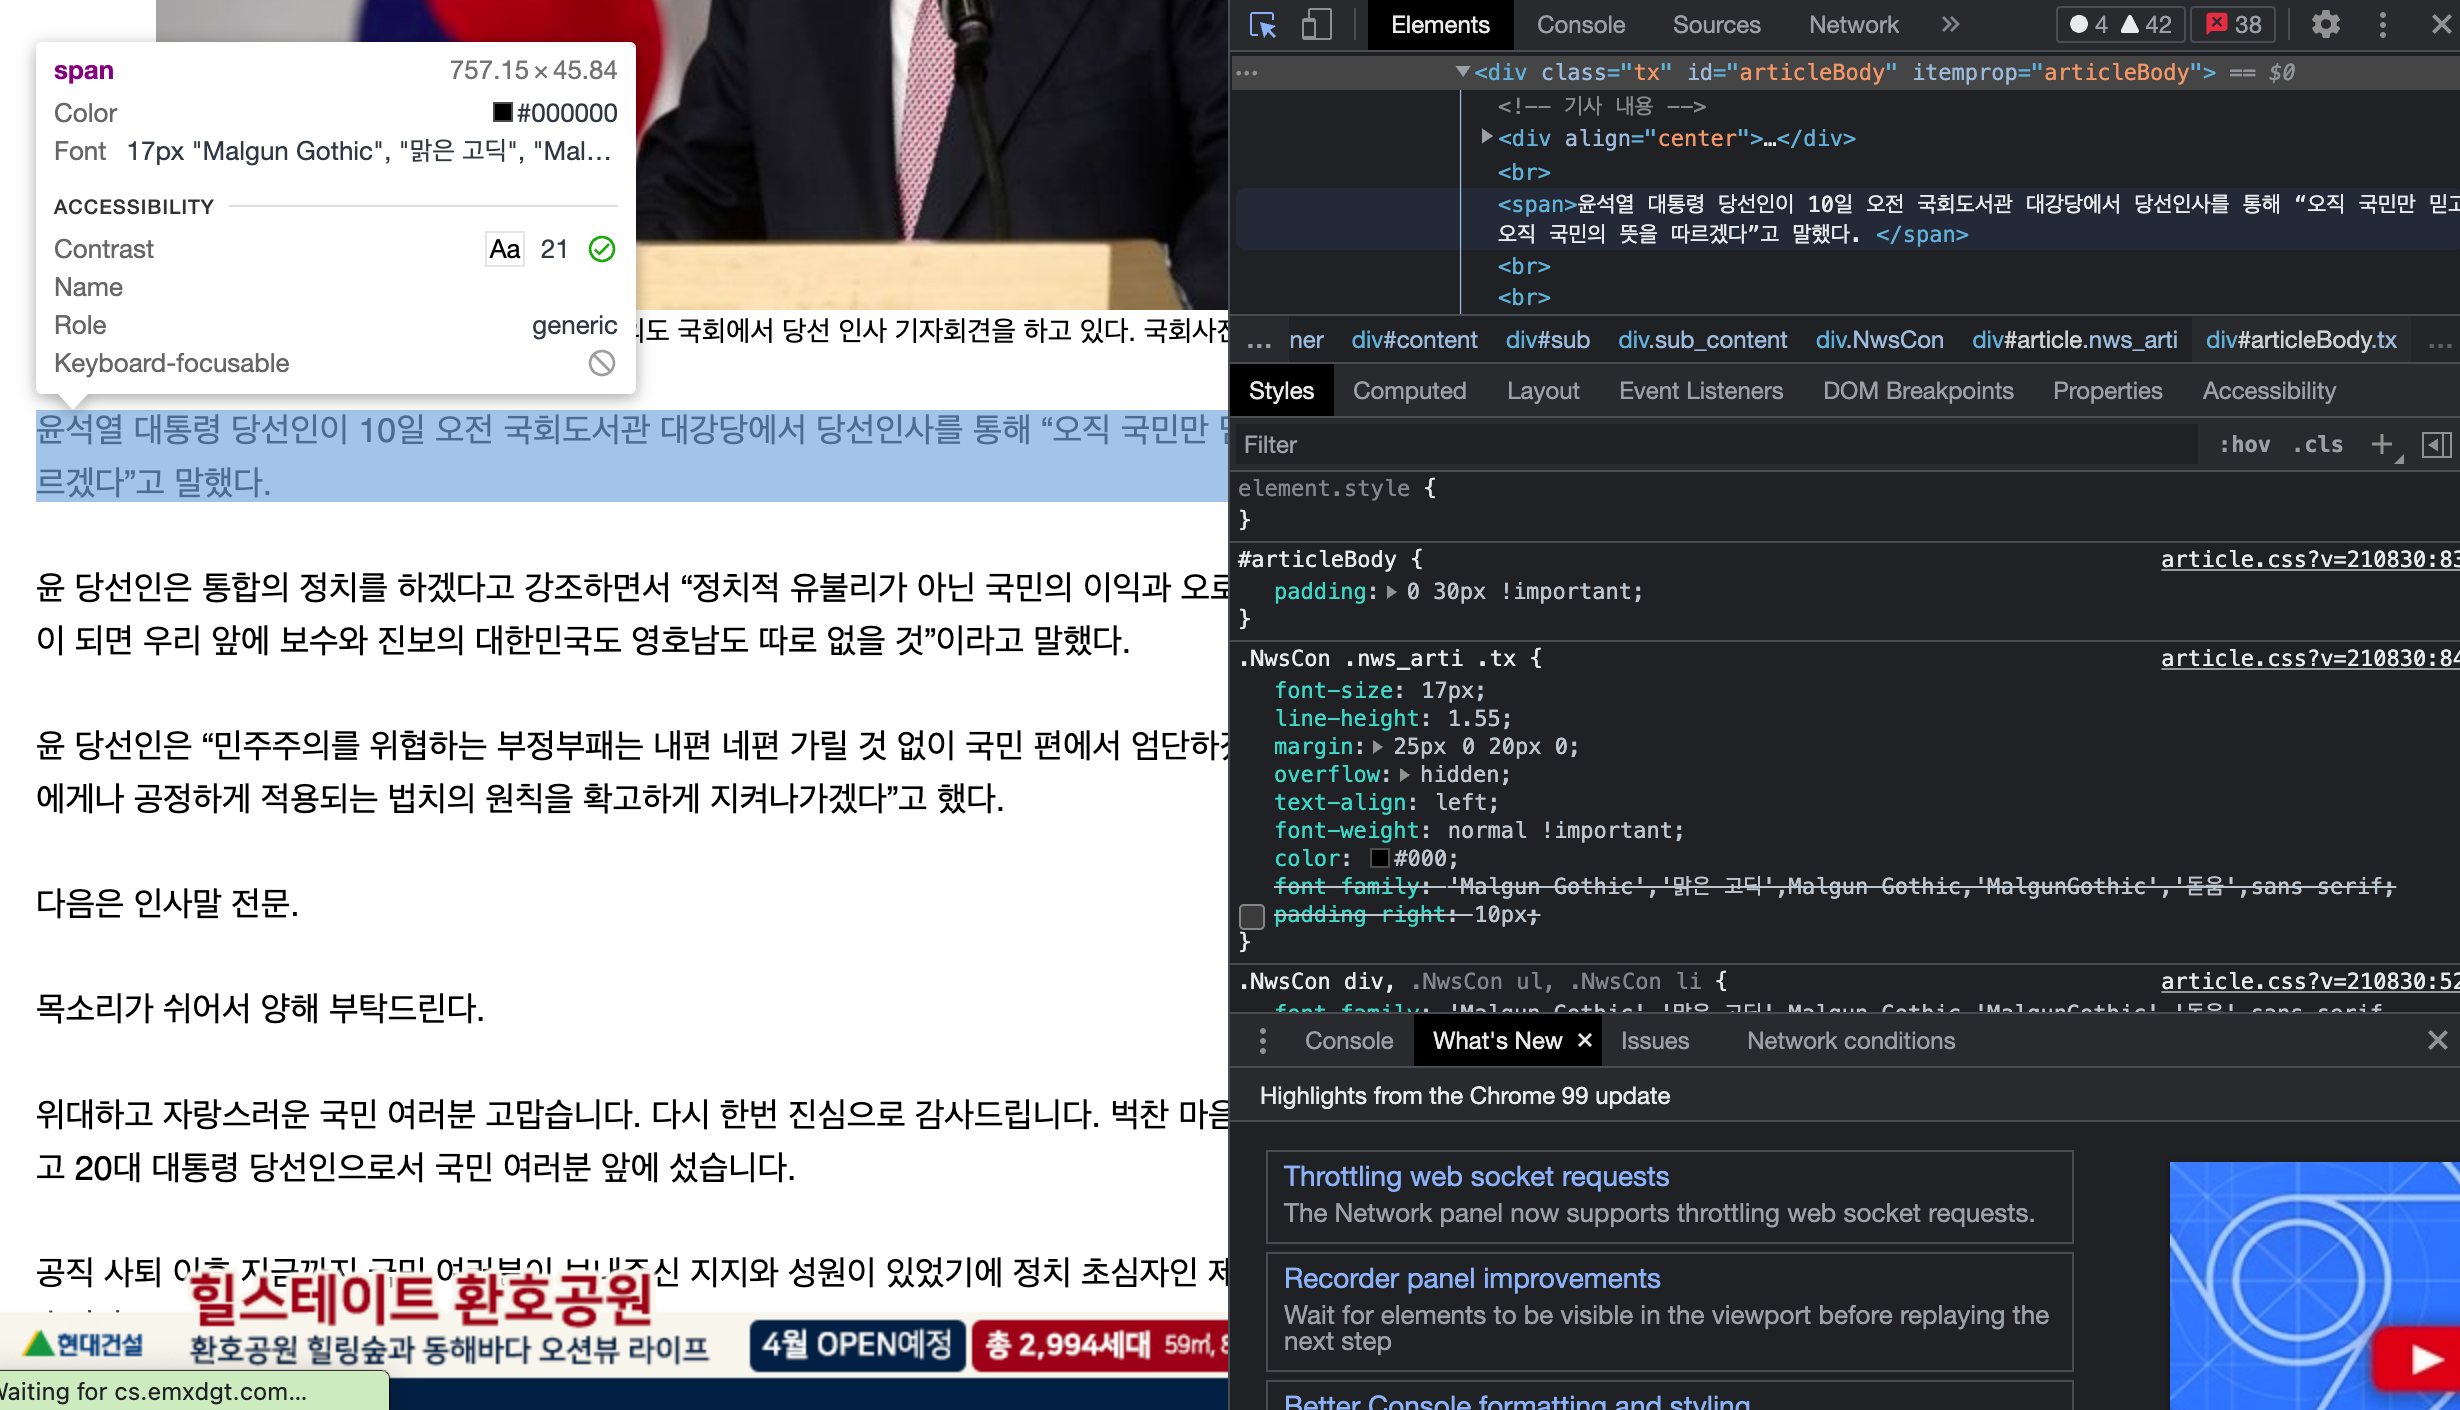 span 757.15 × 45.84
Color #000000
Font 17px "Malgun Gothic", "맑은 고딕", "Mal…
ACCESSIBILITY
Contrast Aa 21
Name
Role generic
Keyboard-focusable
의도 국회에서 당선 인사 기자회견을 하고 있다. 국회사진
윤석열 대통령 당선인이 10일 오전 국회도서관 대강당에서 당선인사를 통해 “오직 국민만
르겠다”고 말했다.
윤 당선인은 통합의 정치를 하겠다고 강조하면서 “정치적 유불리가 아닌 국민의 이익과
이 되면 우리 앞에 보수와 진보의 대한민국도 영호남도 따로 없을 것”이라고 말했다.
윤 당선인은 “민주주의를 위협하는 부정부패는 내편 네편 가릴 것 없이 국민 편에서
에게나 공정하게 적용되는 법치의 원칙을 확고하게 지켜나가겠다”고 했다.
다음은 인사말 전문.
목소리가 쉬어서 양해 부탁드린다.
위대하고 자랑스러운 국민 여러분 고맙습니다. 다시 한번 진심으로 감사드립니다. 벅찬 마음
고 20대 대통령 당선인으로서 국민 여러분 앞에 섰습니다.
공직 사퇴 이후 지금까지 국민 여러분이 보내주신 지지와 성원이 있었기에 정치 초심자인
현대건설
힐스테이트 환호공원
환호공원 힐링숲과 동해바다 오션뷰 라이프
4월 OPEN예정
총 2,994세대 59㎡,
Waiting for cs.emxdgt.com…
Elements Console Sources Network » 4 42 38
<div class="tx" id="articleBody" itemprop="articleBody"> == $0
<!-- 기사 내용 -->
<div align="center">…</div>
<br>
<span>윤석열 대통령 당선인이 10일 오전 국회도서관 대강당에서 당선인사를 통해 “오직 국민만 믿고
오직 국민의 뜻을 따르겠다”고 말했다. </span>
<br>
<br>
… ner div#content div#sub div.sub_content div.NwsCon div#article.nws_arti div#articleBody.tx …
Styles Computed Layout Event Listeners DOM Breakpoints Properties Accessibility
Filter :hov .cls +
element.style {
}
#articleBody { article.css?v=210830:83
padding: 0 30px !important;
}
.NwsCon .nws_arti .tx { article.css?v=210830:84
font-size: 17px;
line-height: 1.55;
margin: 25px 0 20px 0;
overflow: hidden;
text-align: left;
font-weight: normal !important;
color: #000;
font-family: 'Malgun Gothic','맑은 고딕',Malgun Gothic,'MalgunGothic','돋움',sans-serif;
padding-right: 10px;
}
.NwsCon div, .NwsCon ul, .NwsCon li { article.css?v=210830:52
font-family: 'Malgun Gothic','맑은 고딕',Malgun Gothic,'MalgunGothic','돋움',sans-serif
Console What's New × Issues Network conditions
Highlights from the Chrome 99 update
Throttling web socket requests
The Network panel now supports throttling web socket requests.
Recorder panel improvements
Wait for elements to be visible in the viewport before replaying the
next step
Better Console formatting and styling